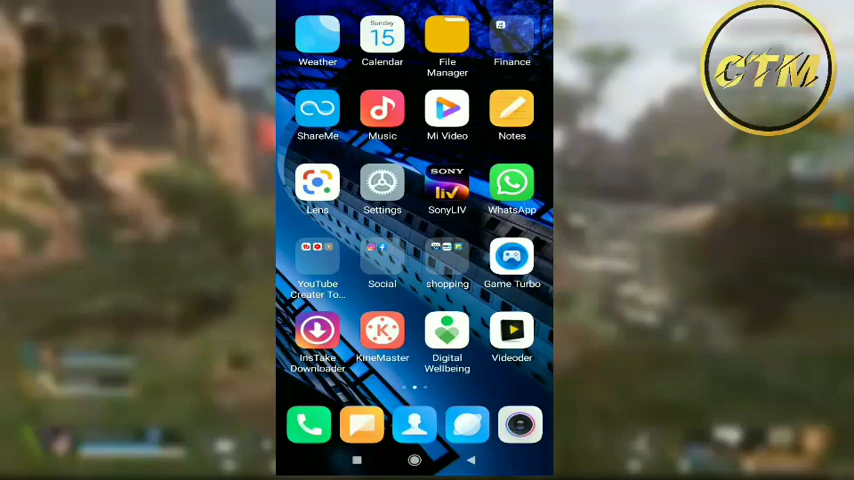 CTM
Sunday
15
Weather
Calendar
File
Manager
Finance
ShareMe
Music
Mi Video
Notes
SONY
liv
Lens
Settings
SonyLIV
WhatsApp
YouTube
Creater To...
Social
shopping
Game Turbo
K
InsTake
Downloader
KineMaster
Digital
Wellbeing
Videoder